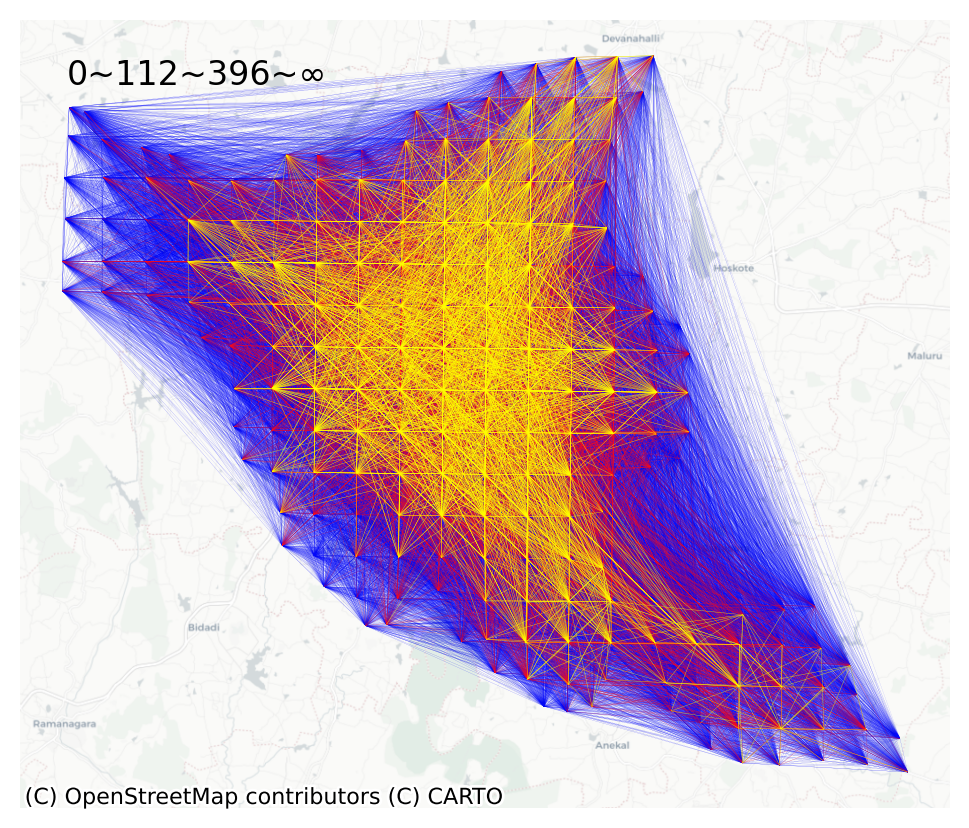 Devanahalli
0~112~396~∞
Hoskote
Maluru
Bidadi
Ramanagara
Anekal
(C) OpenStreetMap contributors (C) CARTO